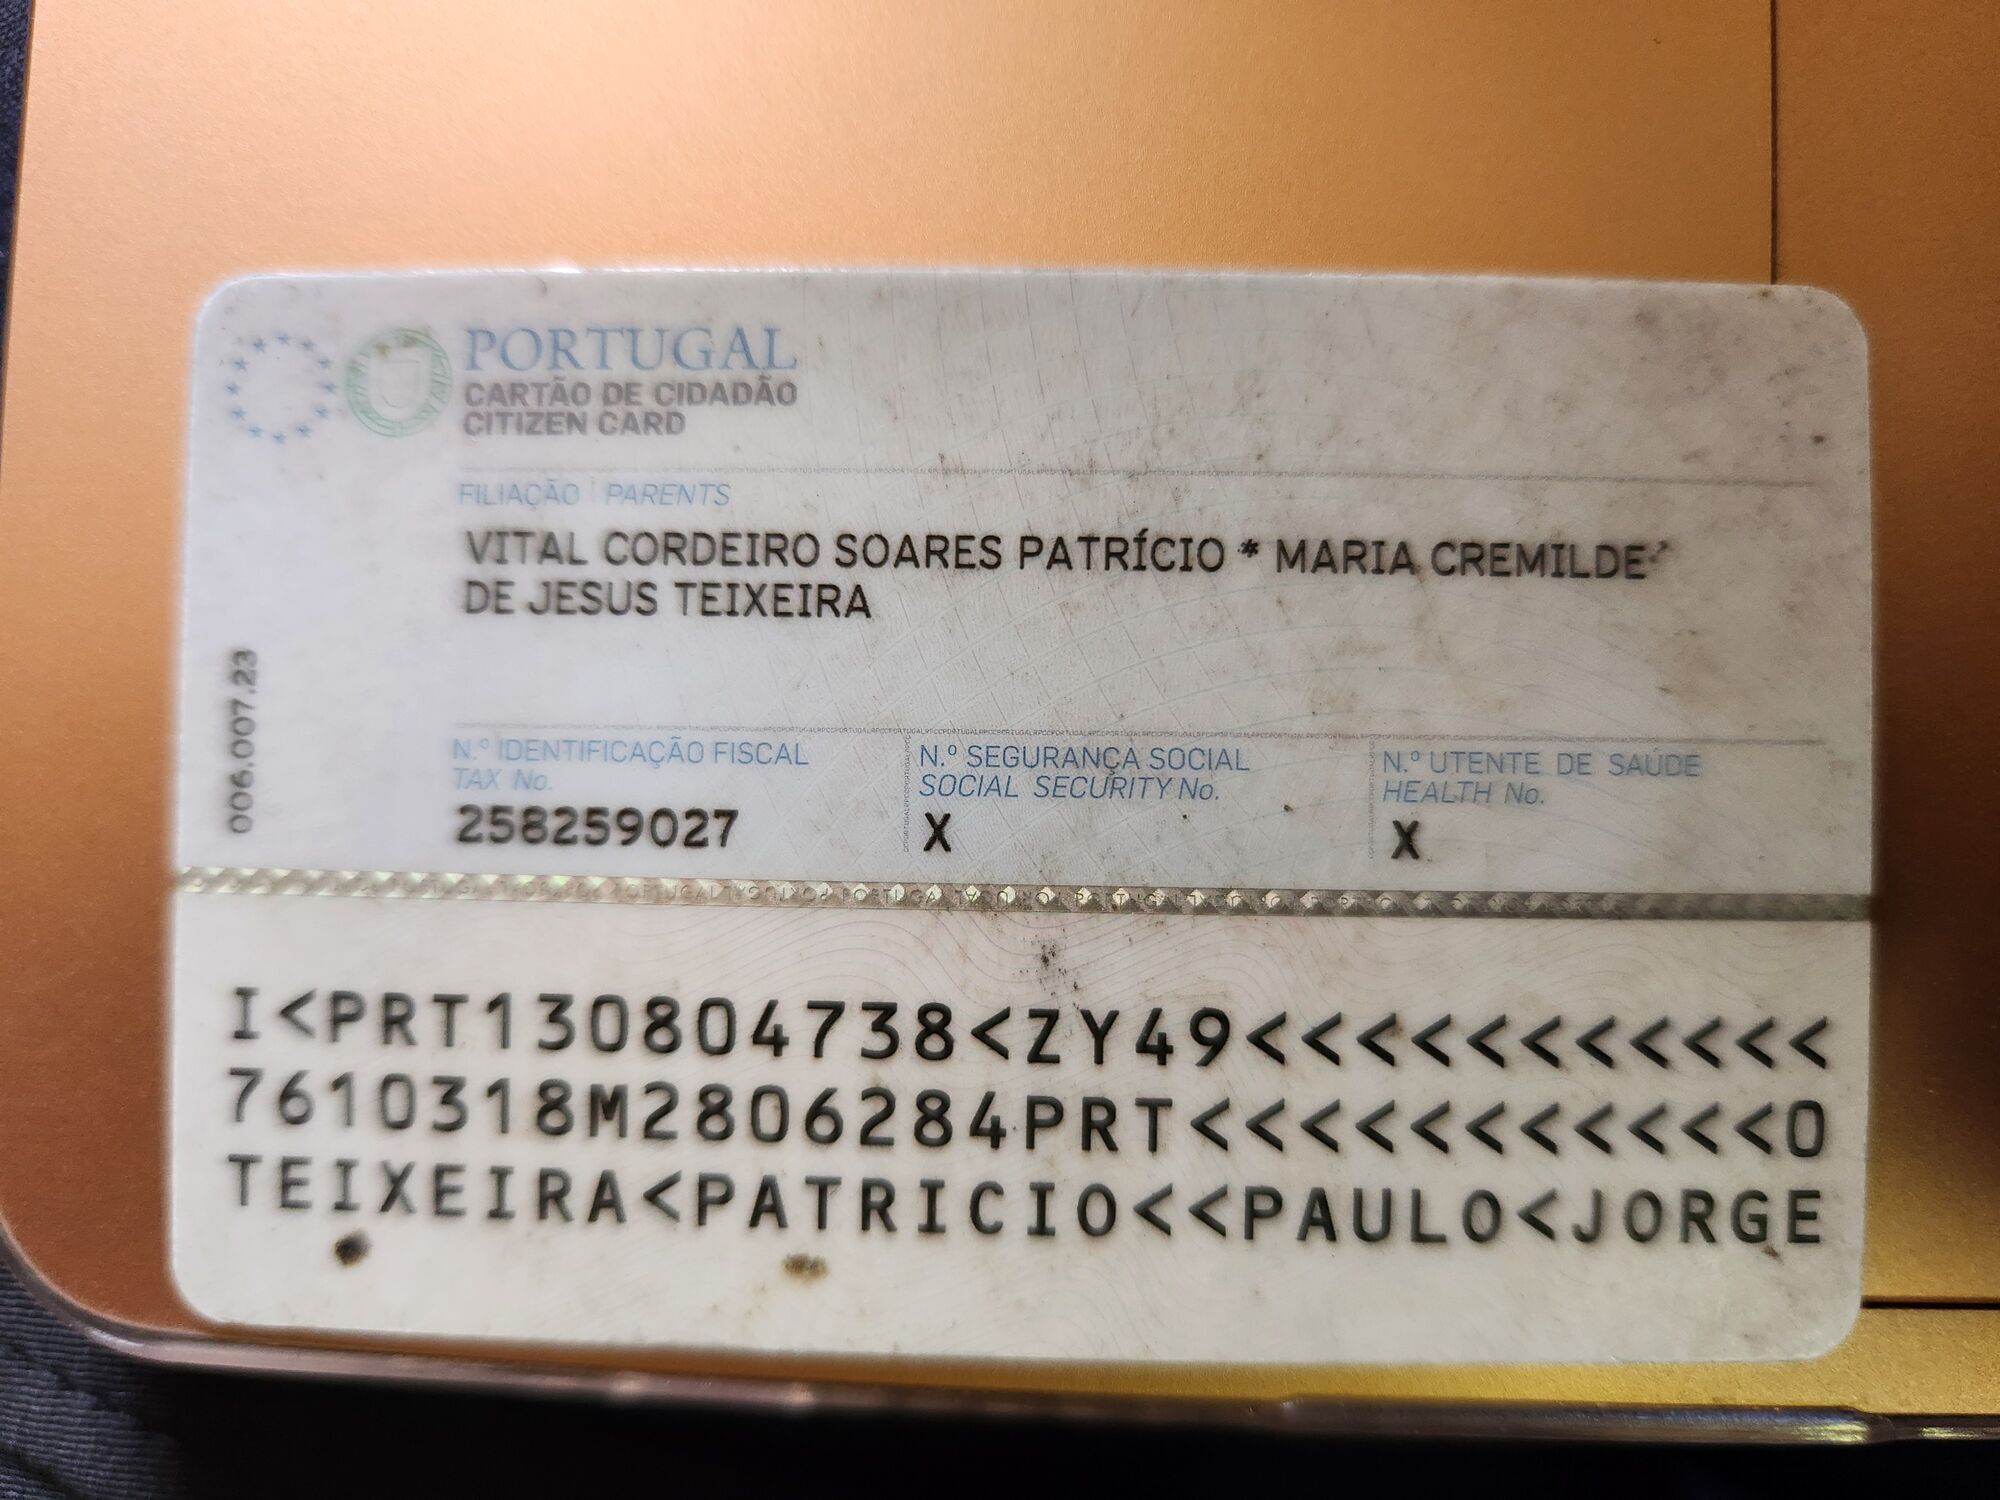 PORTUGAL
CARTÃO DE CIDADÃO
CITIZEN CARD
FILIAÇÃO | PARENTS
VITAL CORDEIRO SOARES PATRÍCIO * MARIA CREMILDE
DE JESUS TEIXEIRA
006.007.23
N.º IDENTIFICAÇÃO FISCAL
TAX No.
258259027
N.º SEGURANÇA SOCIAL
SOCIAL SECURITY No.
X
N.º UTENTE DE SAÚDE
HEALTH No.
X
I<PRT130804738<ZY49<<<<<<<<<<<
7610318M2806284PRT<<<<<<<<<<<0
TEIXEIRA<PATRICIO<<PAULO<JORGE